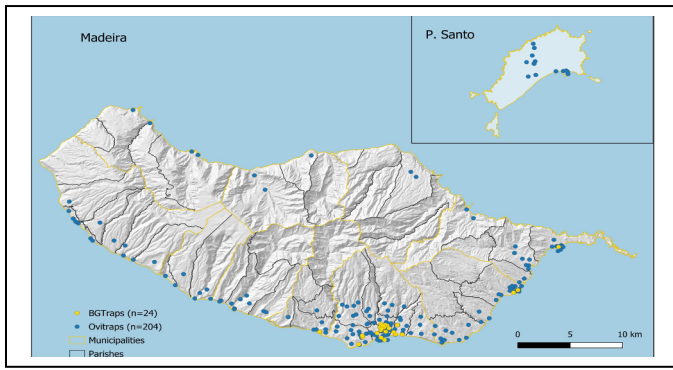 Madeira
P. Santo
BGTraps (n=24)
Ovitraps (n=204)
Municipalities
Parishes
0 5 10 km